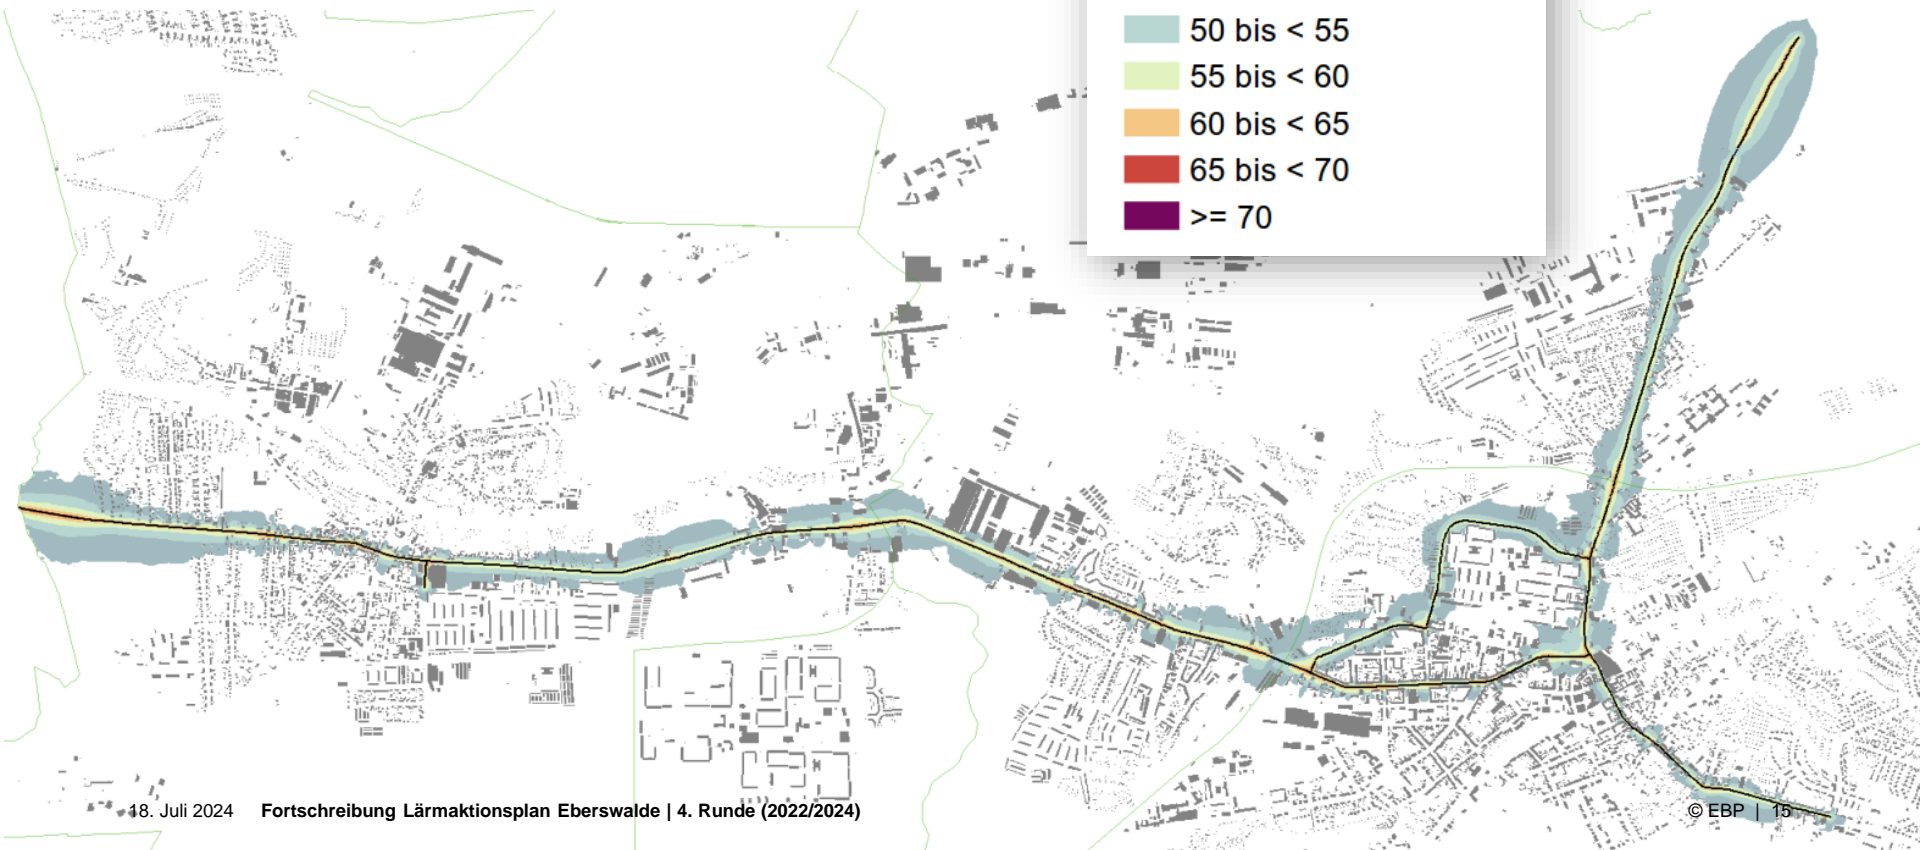 50 bis < 55
55 bis < 60
60 bis < 65
65 bis < 70
>= 70
18. Juli 2024 Fortschreibung Lärmaktionsplan Eberswalde | 4. Runde (2022/2024)
© EBP | 15